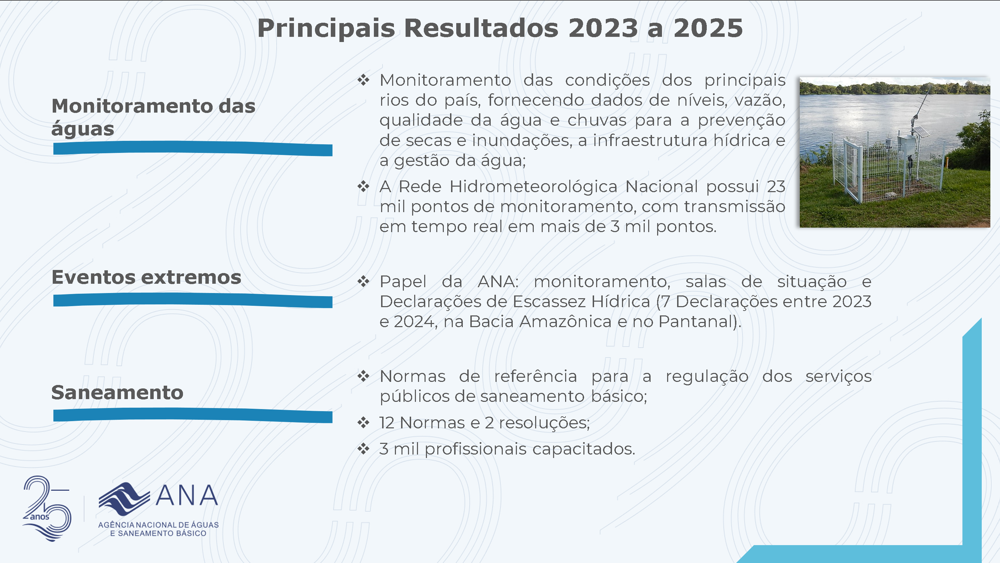 Principais Resultados 2023 a 2025
Monitoramento das
águas
❖ Monitoramento das condições dos principais
rios do país, fornecendo dados de níveis, vazão,
qualidade da água e chuvas para a prevenção
de secas e inundações, a infraestrutura hídrica e
a gestão da água;
❖ A Rede Hidrometeorológica Nacional possui 23
mil pontos de monitoramento, com transmissão
em tempo real em mais de 3 mil pontos.
Eventos extremos
❖ Papel da ANA: monitoramento, salas de situação e
Declarações de Escassez Hídrica (7 Declarações entre 2023
e 2024, na Bacia Amazônica e no Pantanal).
Saneamento
❖ Normas de referência para a regulação dos serviços
públicos de saneamento básico;
❖ 12 Normas e 2 resoluções;
❖ 3 mil profissionais capacitados.
25
anos
ANA
AGÊNCIA NACIONAL DE ÁGUAS
E SANEAMENTO BÁSICO